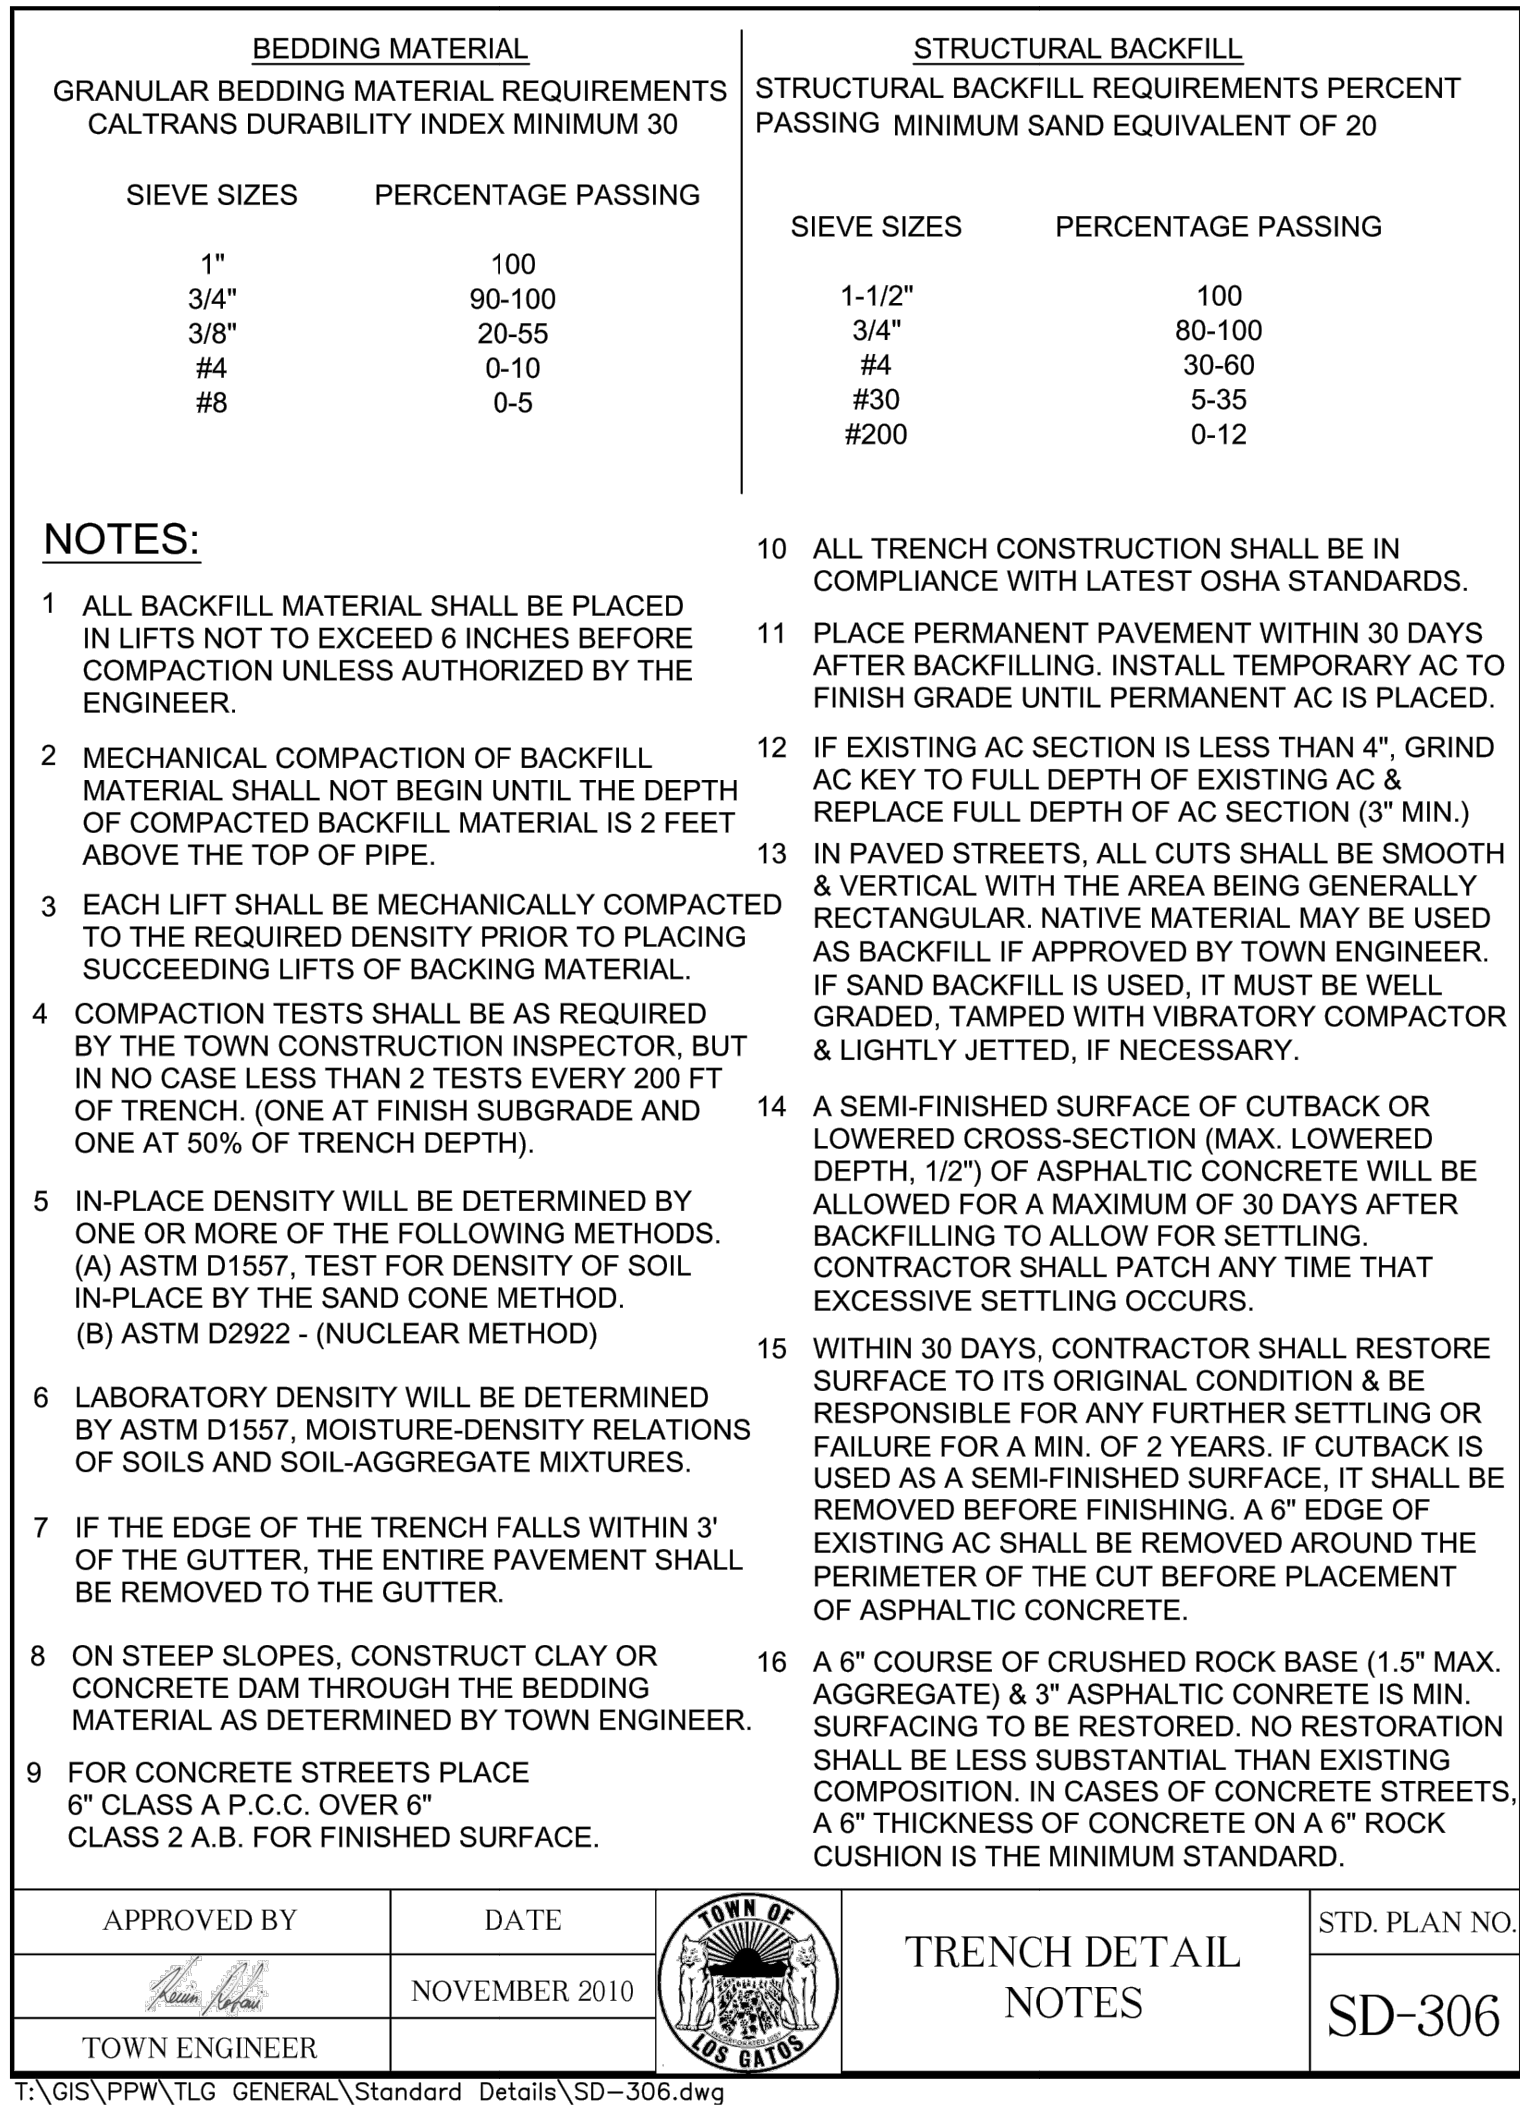 BEDDING MATERIAL
GRANULAR BEDDING MATERIAL REQUIREMENTS
CALTRANS DURABILITY INDEX MINIMUM 30
SIEVE SIZES PERCENTAGE PASSING
1" 100
3/4" 90-100
3/8" 20-55
#4 0-10
#8 0-5
STRUCTURAL BACKFILL
STRUCTURAL BACKFILL REQUIREMENTS PERCENT
PASSING MINIMUM SAND EQUIVALENT OF 20
SIEVE SIZES PERCENTAGE PASSING
1-1/2" 100
3/4" 80-100
#4 30-60
#30 5-35
#200 0-12
NOTES:
1 ALL BACKFILL MATERIAL SHALL BE PLACED
IN LIFTS NOT TO EXCEED 6 INCHES BEFORE
COMPACTION UNLESS AUTHORIZED BY THE
ENGINEER.
2 MECHANICAL COMPACTION OF BACKFILL
MATERIAL SHALL NOT BEGIN UNTIL THE DEPTH
OF COMPACTED BACKFILL MATERIAL IS 2 FEET
ABOVE THE TOP OF PIPE.
3 EACH LIFT SHALL BE MECHANICALLY COMPACTED
TO THE REQUIRED DENSITY PRIOR TO PLACING
SUCCEEDING LIFTS OF BACKING MATERIAL.
4 COMPACTION TESTS SHALL BE AS REQUIRED
BY THE TOWN CONSTRUCTION INSPECTOR, BUT
IN NO CASE LESS THAN 2 TESTS EVERY 200 FT
OF TRENCH. (ONE AT FINISH SUBGRADE AND
ONE AT 50% OF TRENCH DEPTH).
5 IN-PLACE DENSITY WILL BE DETERMINED BY
ONE OR MORE OF THE FOLLOWING METHODS.
(A) ASTM D1557, TEST FOR DENSITY OF SOIL
IN-PLACE BY THE SAND CONE METHOD.
(B) ASTM D2922 - (NUCLEAR METHOD)
6 LABORATORY DENSITY WILL BE DETERMINED
BY ASTM D1557, MOISTURE-DENSITY RELATIONS
OF SOILS AND SOIL-AGGREGATE MIXTURES.
7 IF THE EDGE OF THE TRENCH FALLS WITHIN 3'
OF THE GUTTER, THE ENTIRE PAVEMENT SHALL
BE REMOVED TO THE GUTTER.
8 ON STEEP SLOPES, CONSTRUCT CLAY OR
CONCRETE DAM THROUGH THE BEDDING
MATERIAL AS DETERMINED BY TOWN ENGINEER.
9 FOR CONCRETE STREETS PLACE
6" CLASS A P.C.C. OVER 6"
CLASS 2 A.B. FOR FINISHED SURFACE.
10 ALL TRENCH CONSTRUCTION SHALL BE IN
COMPLIANCE WITH LATEST OSHA STANDARDS.
11 PLACE PERMANENT PAVEMENT WITHIN 30 DAYS
AFTER BACKFILLING. INSTALL TEMPORARY AC TO
FINISH GRADE UNTIL PERMANENT AC IS PLACED.
12 IF EXISTING AC SECTION IS LESS THAN 4", GRIND
AC KEY TO FULL DEPTH OF EXISTING AC &
REPLACE FULL DEPTH OF AC SECTION (3" MIN.)
13 IN PAVED STREETS, ALL CUTS SHALL BE SMOOTH
& VERTICAL WITH THE AREA BEING GENERALLY
RECTANGULAR. NATIVE MATERIAL MAY BE USED
AS BACKFILL IF APPROVED BY TOWN ENGINEER.
IF SAND BACKFILL IS USED, IT MUST BE WELL
GRADED, TAMPED WITH VIBRATORY COMPACTOR
& LIGHTLY JETTED, IF NECESSARY.
14 A SEMI-FINISHED SURFACE OF CUTBACK OR
LOWERED CROSS-SECTION (MAX. LOWERED
DEPTH, 1/2") OF ASPHALTIC CONCRETE WILL BE
ALLOWED FOR A MAXIMUM OF 30 DAYS AFTER
BACKFILLING TO ALLOW FOR SETTLING.
CONTRACTOR SHALL PATCH ANY TIME THAT
EXCESSIVE SETTLING OCCURS.
15 WITHIN 30 DAYS, CONTRACTOR SHALL RESTORE
SURFACE TO ITS ORIGINAL CONDITION & BE
RESPONSIBLE FOR ANY FURTHER SETTLING OR
FAILURE FOR A MIN. OF 2 YEARS. IF CUTBACK IS
USED AS A SEMI-FINISHED SURFACE, IT SHALL BE
REMOVED BEFORE FINISHING. A 6" EDGE OF
EXISTING AC SHALL BE REMOVED AROUND THE
PERIMETER OF THE CUT BEFORE PLACEMENT
OF ASPHALTIC CONCRETE.
16 A 6" COURSE OF CRUSHED ROCK BASE (1.5" MAX.
AGGREGATE) & 3" ASPHALTIC CONRETE IS MIN.
SURFACING TO BE RESTORED. NO RESTORATION
SHALL BE LESS SUBSTANTIAL THAN EXISTING
COMPOSITION. IN CASES OF CONCRETE STREETS,
A 6" THICKNESS OF CONCRETE ON A 6" ROCK
CUSHION IS THE MINIMUM STANDARD.
APPROVED BY
TOWN ENGINEER
DATE
NOVEMBER 2010
TOWN OF
INCORPORATED 1887
LOS GATOS
TRENCH DETAIL
NOTES
STD. PLAN NO.
SD-306
T:\GIS\PPW\TLG GENERAL\Standard Details\SD-306.dwg